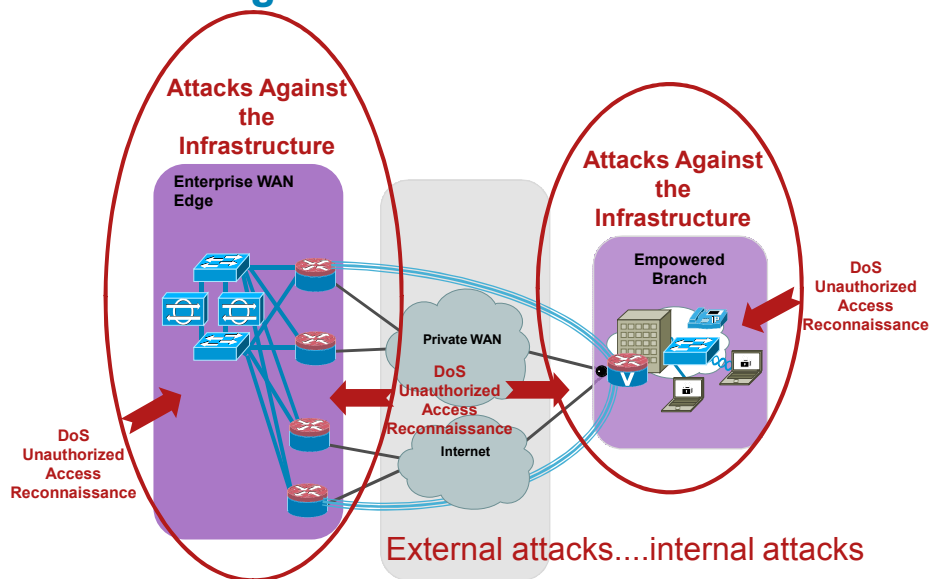 Attacks Against
the
Infrastructure
Enterprise WAN
Edge
Attacks Against
the
Infrastructure
Empowered
Branch
DoS
Unauthorized
Access
Reconnaissance
Private WAN
DoS
Unauthorized
Access
Reconnaissance
Internet
V
DoS
Unauthorized
Access
Reconnaissance
External attacks....internal attacks